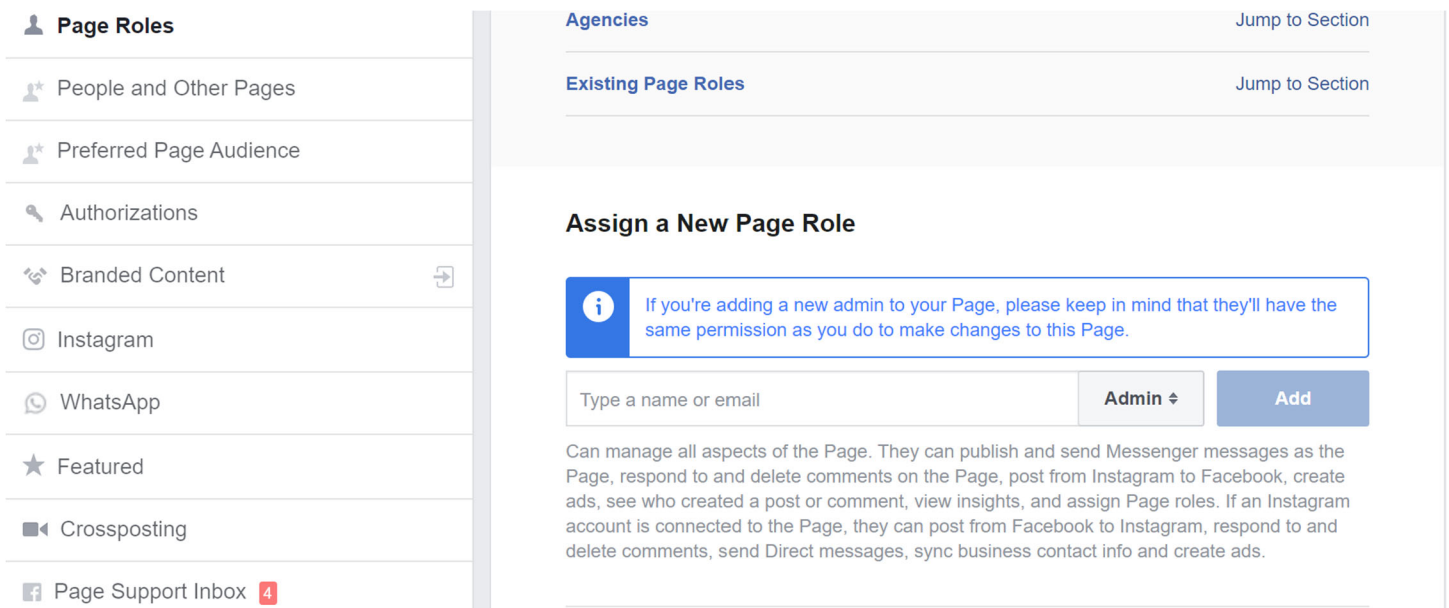 Page Roles
People and Other Pages
Preferred Page Audience
Authorizations
Branded Content
Instagram
WhatsApp
Featured
Crossposting
Page Support Inbox 4
Agencies Jump to Section
Existing Page Roles Jump to Section
Assign a New Page Role
If you're adding a new admin to your Page, please keep in mind that they'll have the
same permission as you do to make changes to this Page.
Type a name or email Admin Add
Can manage all aspects of the Page. They can publish and send Messenger messages as the
Page, respond to and delete comments on the Page, post from Instagram to Facebook, create
ads, see who created a post or comment, view insights, and assign Page roles. If an Instagram
account is connected to the Page, they can post from Facebook to Instagram, respond to and
delete comments, send Direct messages, sync business contact info and create ads.